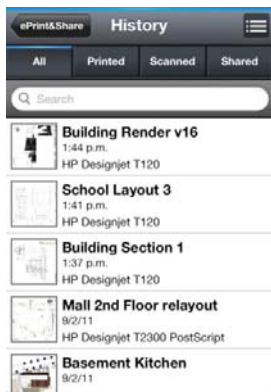 ePrint&Share History
All Printed Scanned Shared
Search
Building Render v16
1:44 p.m.
HP Designjet T120
School Layout 3
1:41 p.m.
HP Designjet T120
Building Section 1
1:37 p.m.
HP Designjet T120
Mall 2nd Floor relayout
9/2/11
HP Designjet T2300 PostScript
Basement Kitchen
9/2/11